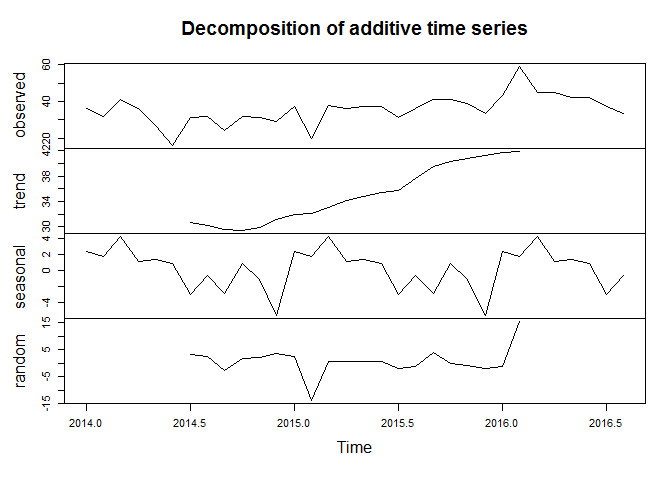 Decomposition of additive time series
observed
20 40 60
trend
30 34 38 42
seasonal
-4 0 2 4
random
-15 -5 5 15
2014.0 2014.5 2015.0 2015.5 2016.0 2016.5
Time